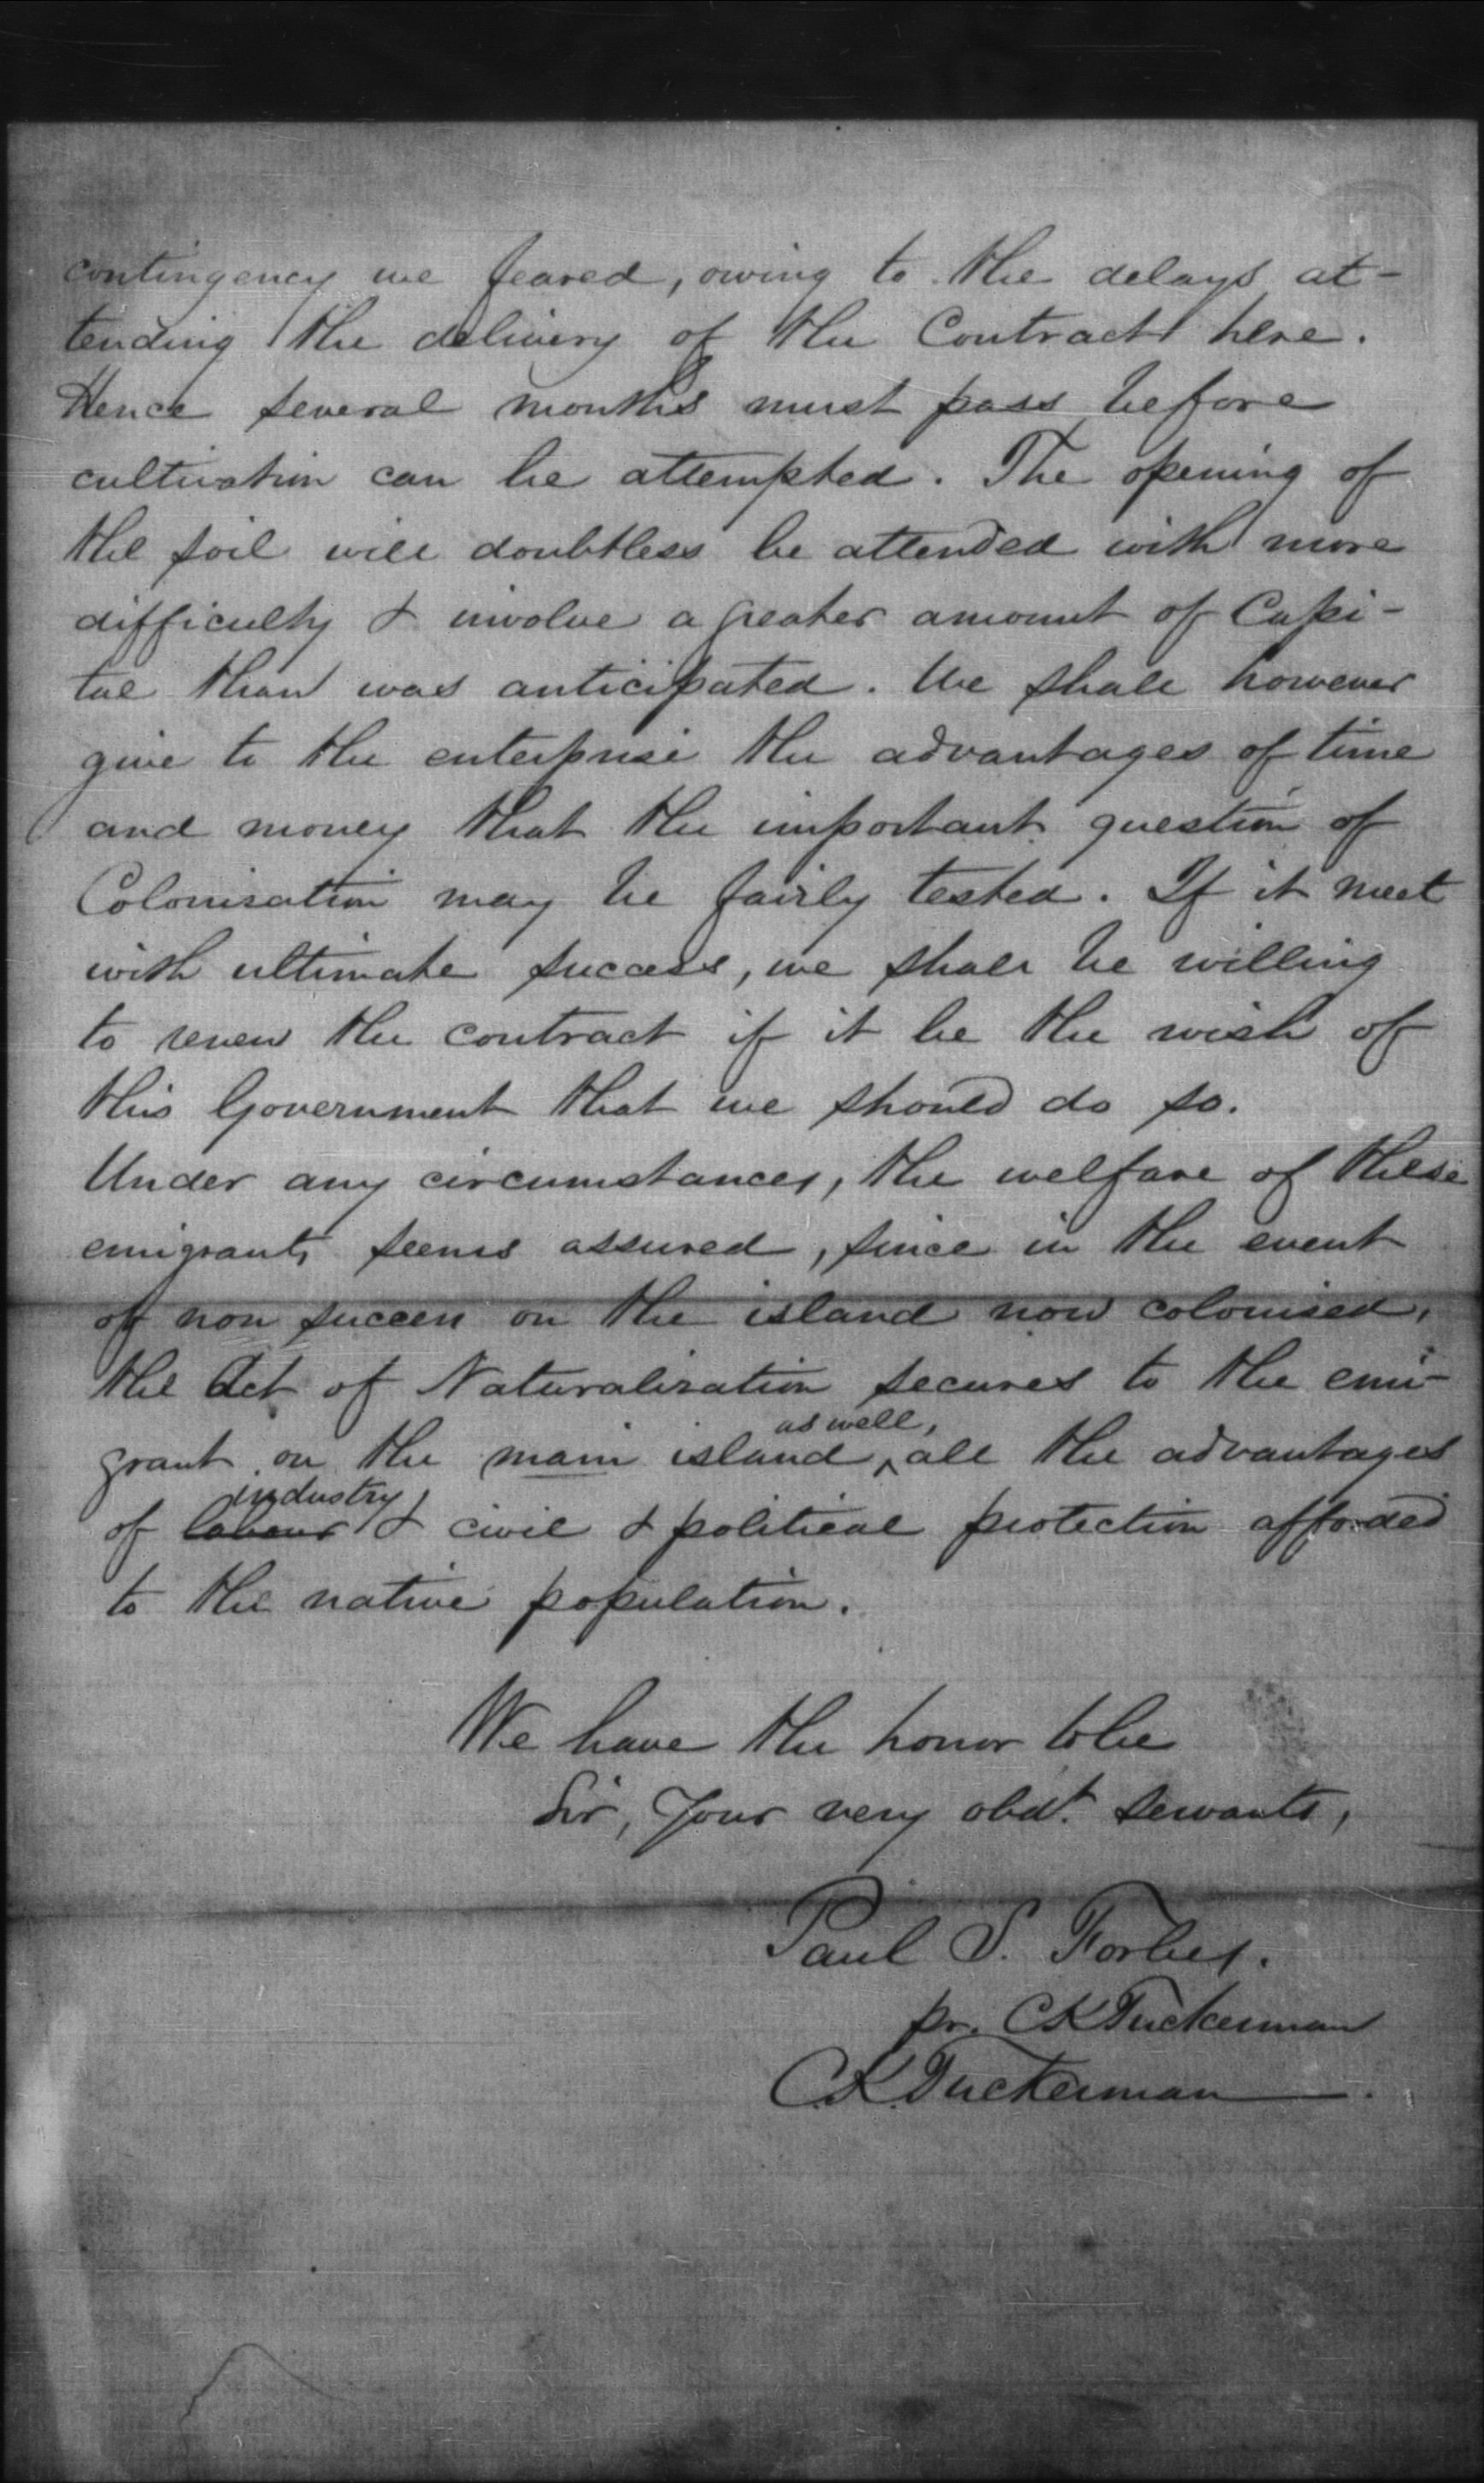 contingency we feared, owing to the delays at-
tending the delivery of the Contract here.
Hence several months must pass before
cultivation can be attempted. The opening of
the soil will doubtless be attended with more
difficulty & involve a greater amount of Capi-
tal than was anticipated. We shall however
give to the enterprise the advantages of time
and money that the important question of
Colonisation may be fairly tested. If it meet
with ultimate success, we shall be willing
to renew the contract if it be the wish of
this Government that we should do so.
Under any circumstances, the welfare of these
emigrants seems assured, since in the event
of non success on the island now colonised,
the Act of Naturalization secures to the emi-
as well,
grant on the main island, all the advantages
industry
of labour & civil & political protection afforded
to the native population.
We have the honor to be
Sir, Your very obdt. servants,
Paul S. Forbes.
pr. CK Tuckerman
C.K. Tuckerman